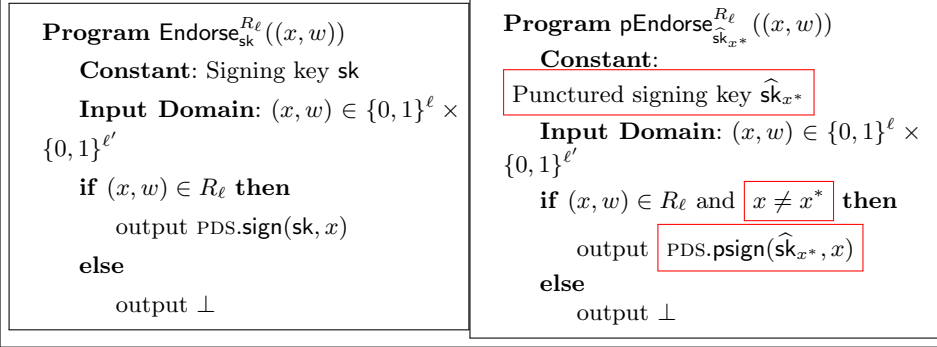 Program Endorse^{R_ℓ}_{sk}((x, w))
Constant: Signing key sk
Input Domain: (x, w) ∈ {0, 1}^ℓ ×
{0, 1}^{ℓ′}
if (x, w) ∈ R_ℓ then
output PDS.sign(sk, x)
else
output ⊥
Program pEndorse^{R_ℓ}_{\widehat{sk}_{x*}}((x, w))
Constant:
Punctured signing key \widehat{sk}_{x*}
Input Domain: (x, w) ∈ {0, 1}^ℓ ×
{0, 1}^{ℓ′}
if (x, w) ∈ R_ℓ and x ≠ x* then
output PDS.psign(\widehat{sk}_{x*}, x)
else
output ⊥